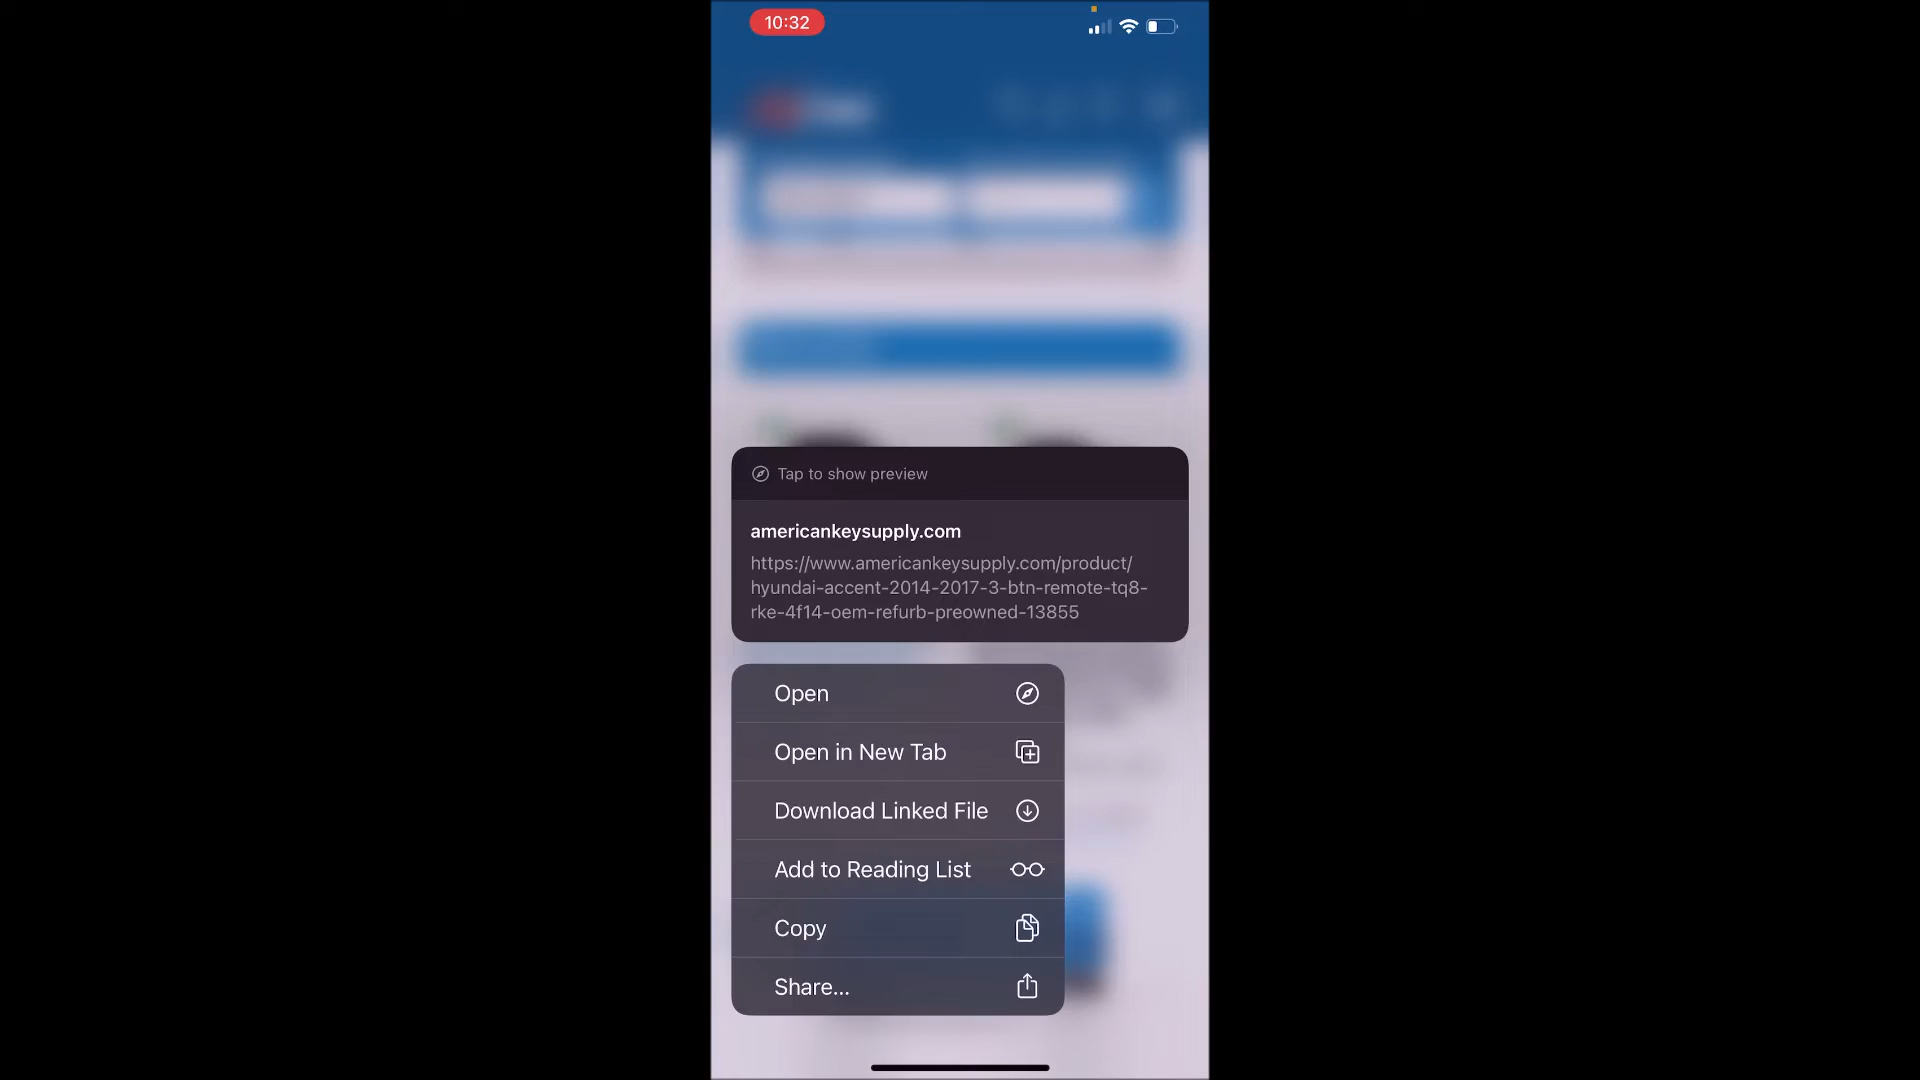 10:32
Tap to show preview
americankeysupply.com
https://www.americankeysupply.com/product/
hyundai-accent-2014-2017-3-btn-remote-tq8-
rke-4f14-oem-refurb-preowned-13855
Open
Open in New Tab
Download Linked File
Add to Reading List
Copy
Share...